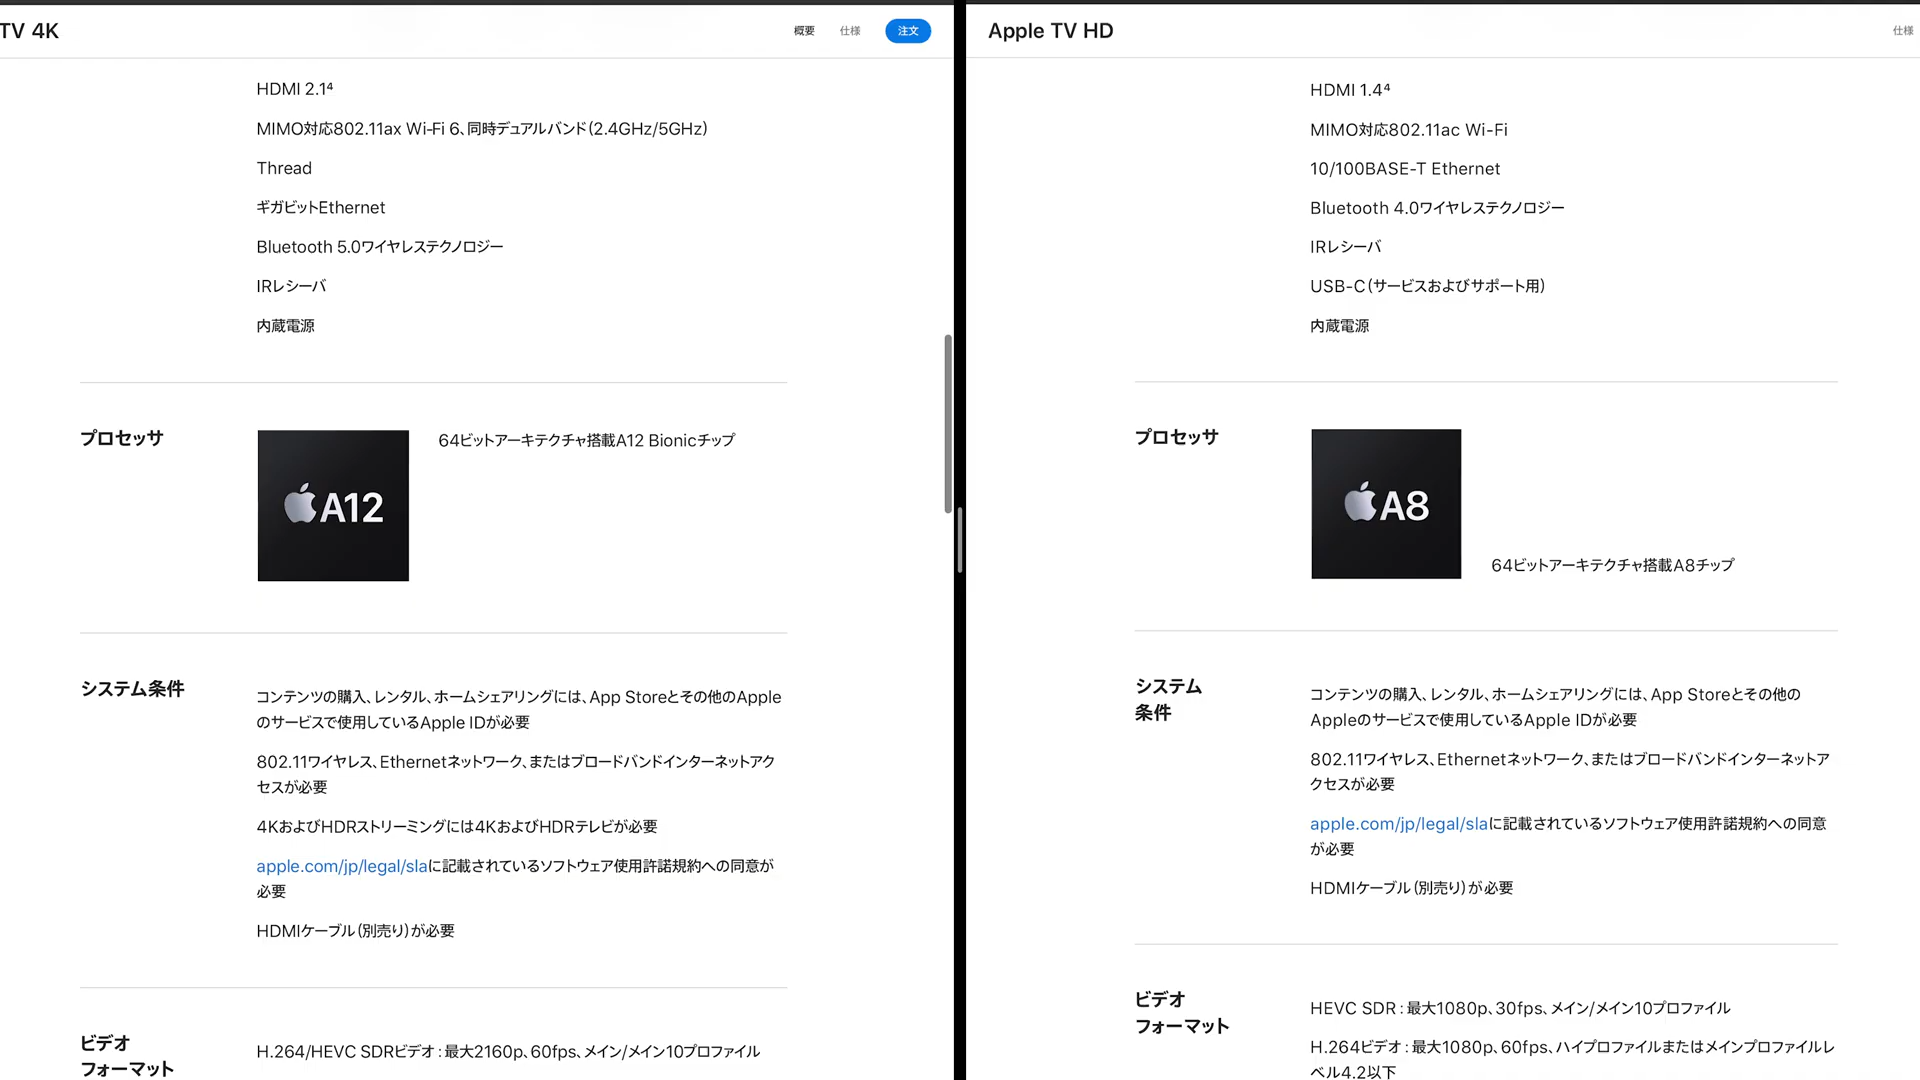 TV 4K
概要
仕様
注文
HDMI 2.1⁴
MIMO対応802.11ax Wi-Fi 6、同時デュアルバンド(2.4GHz/5GHz)
Thread
ギガビットEthernet
Bluetooth 5.0ワイヤレステクノロジー
IRレシーバ
内蔵電源
プロセッサ
A12
64ビットアーキテクチャ搭載A12 Bionicチップ
システム条件
コンテンツの購入、レンタル、ホームシェアリングには、App Storeとその他のApple
のサービスで使用しているApple IDが必要
802.11ワイヤレス、Ethernetネットワーク、またはブロードバンドインターネットアク
セスが必要
4KおよびHDRストリーミングには4KおよびHDRテレビが必要
apple.com/jp/legal/slaに記載されているソフトウェア使用許諾規約への同意が
必要
HDMIケーブル(別売り)が必要
ビデオ
フォーマット
H.264/HEVC SDRビデオ:最大2160p、60fps、メイン/メイン10プロファイル
Apple TV HD
仕様
HDMI 1.4⁴
MIMO対応802.11ac Wi-Fi
10/100BASE-T Ethernet
Bluetooth 4.0ワイヤレステクノロジー
IRレシーバ
USB-C(サービスおよびサポート用)
内蔵電源
プロセッサ
A8
64ビットアーキテクチャ搭載A8チップ
システム
条件
コンテンツの購入、レンタル、ホームシェアリングには、App Storeとその他の
Appleのサービスで使用しているApple IDが必要
802.11ワイヤレス、Ethernetネットワーク、またはブロードバンドインターネットア
クセスが必要
apple.com/jp/legal/slaに記載されているソフトウェア使用許諾規約への同意
が必要
HDMIケーブル(別売り)が必要
ビデオ
フォーマット
HEVC SDR:最大1080p、30fps、メイン/メイン10プロファイル
H.264ビデオ:最大1080p、60fps、ハイプロファイルまたはメインプロファイルレ
ベル4.2以下